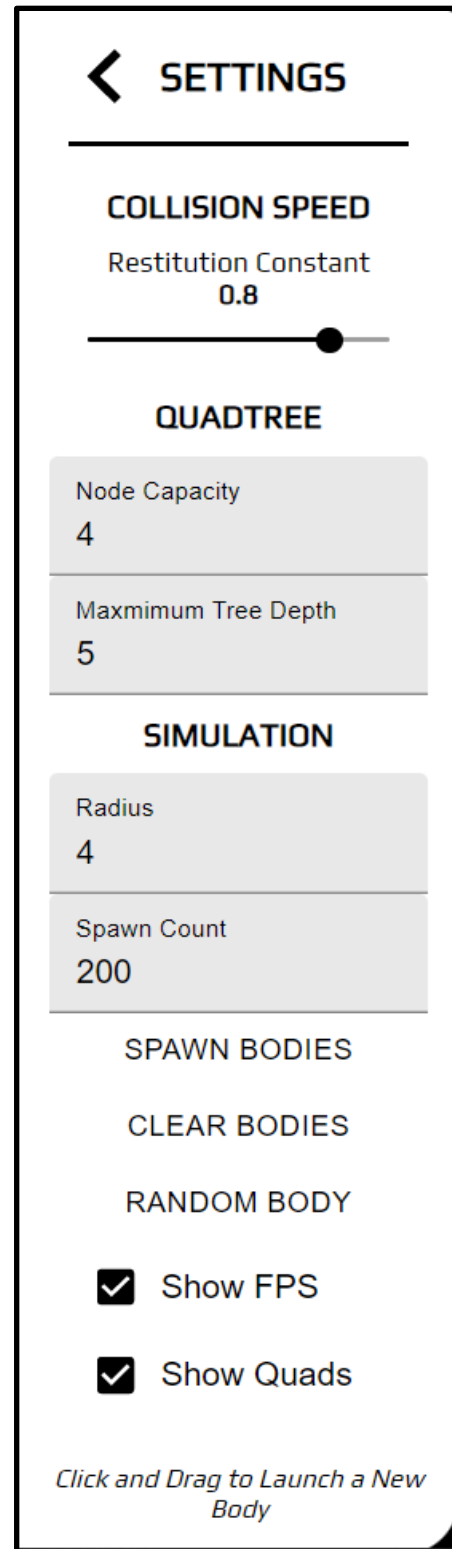 SETTINGS
COLLISION SPEED
Restitution Constant
0.8
QUADTREE
Node Capacity
4
Maxmimum Tree Depth
5
SIMULATION
Radius
4
Spawn Count
200
SPAWN BODIES
CLEAR BODIES
RANDOM BODY
Show FPS
Show Quads
Click and Drag to Launch a New
Body